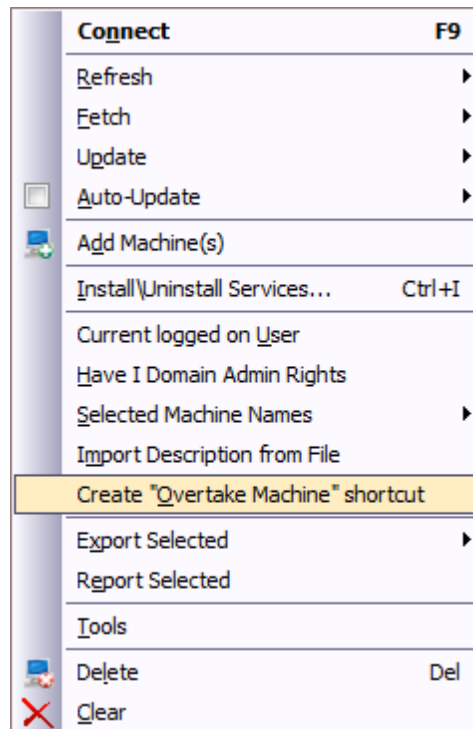 Connect F9
Refresh
Fetch
Update
Auto-Update
Add Machine(s)
Install\Uninstall Services... Ctrl+I
Current logged on User
Have I Domain Admin Rights
Selected Machine Names
Import Description from File
Create "Overtake Machine" shortcut
Export Selected
Report Selected
Tools
Delete Del
Clear